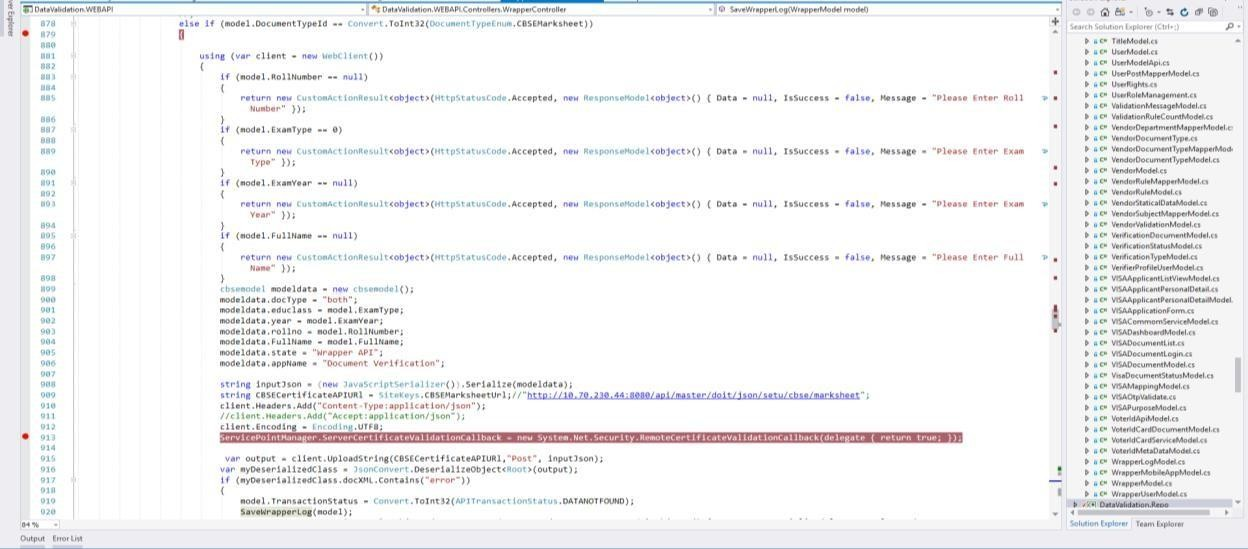 DataValidation.WEBAPI
DataValidation.WEBAPI.Controllers.WrapperController
SaveWrapperLog(WrapperModel model)
878 else if (model.DocumentTypeId == Convert.ToInt32(DocumentTypeEnum.CBSEMarksheet))
879 {
880
881 using (var client = new WebClient())
882 {
883 if (model.RollNumber == null)
884 {
885 return new CustomActionResult<object>(HttpStatusCode.Accepted, new ResponseModel<object>() { Data = null, IsSuccess = false, Message = "Please Enter Roll
Number" });
886 }
887 if (model.ExamType == 0)
888 {
889 return new CustomActionResult<object>(HttpStatusCode.Accepted, new ResponseModel<object>() { Data = null, IsSuccess = false, Message = "Please Enter Exam
Type" });
890 }
891 if (model.ExamYear == null)
892 {
893 return new CustomActionResult<object>(HttpStatusCode.Accepted, new ResponseModel<object>() { Data = null, IsSuccess = false, Message = "Please Enter Exam
Year" });
894 }
895 if (model.FullName == null)
896 {
897 return new CustomActionResult<object>(HttpStatusCode.Accepted, new ResponseModel<object>() { Data = null, IsSuccess = false, Message = "Please Enter Full
Name" });
898 }
899 cbsemodel modeldata = new cbsemodel();
900 modeldata.docType = "both";
901 modeldata.educlass = model.ExamType;
902 modeldata.year = model.ExamYear;
903 modeldata.rollno = model.RollNumber;
904 modeldata.FullName = model.FullName;
905 modeldata.state = "Wrapper API";
906 modeldata.appName = "Document Verification";
907
908 string inputJson = (new JavaScriptSerializer()).Serialize(modeldata);
909 string CBSECertificateAPIURl = SiteKeys.CBSEMarksheetUrl;//"http://10.70.230.44:8080/api/master/doit/json/setu/cbse/marksheet";
910 client.Headers.Add("Content-Type:application/json");
911 //client.Headers.Add("Accept:application/json");
912 client.Encoding = Encoding.UTF8;
913 ServicePointManager.ServerCertificateValidationCallback = new System.Net.Security.RemoteCertificateValidationCallback(delegate { return true; });
914
915 var output = client.UploadString(CBSECertificateAPIURl,"Post", inputJson);
916 var myDeserializedClass = JsonConvert.DeserializeObject<Root>(output);
917 if (myDeserializedClass.docXML.Contains("error"))
918 {
919 model.TransactionStatus = Convert.ToInt32(APITransactionStatus.DATANOTFOUND);
920 SaveWrapperLog(model);
84 %
Output Error List
Search Solution Explorer (Ctrl+;)
C# TitleModel.cs
C# UserModel.cs
C# UserModelApi.cs
C# UserPostMapperModel.cs
C# UserRights.cs
C# UserRoleManagement.cs
C# ValidationMessageModel.cs
C# ValidationRuleCountModel.cs
C# VendorDepartmentMapperModel.c
C# VendorDocumentType.cs
C# VendorDocumentTypeMapperMod
C# VendorDocumentTypeModel.cs
C# VendorModel.cs
C# VendorRuleMapperModel.cs
C# VendorRuleModel.cs
C# VendorStaticalDataModel.cs
C# VendorSubjectMapperModel.cs
C# VendorValidationModel.cs
C# VerificationDocumentModel.cs
C# VerificationStatusModel.cs
C# VerificationTypeModel.cs
C# VerifierProfileUserModel.cs
C# VISAApplicantListViewModel.cs
C# VISAApplicantPersonalDetail.cs
C# VISAApplicantPersonalDetailModel.
C# VISAApplicationForm.cs
C# VISACommomServiceModel.cs
C# VISADashboardModel.cs
C# VISADocumentList.cs
C# VISADocumentLogin.cs
C# VISADocumentModel.cs
C# VisaDocumentStatusModel.cs
C# VISAMappingModel.cs
C# VISAOtpValidate.cs
C# VISAPurposeModel.cs
C# VoterIdApiModel.cs
C# VoterIdCardDocumentModel.cs
C# VoterIdCardServiceModel.cs
C# VoterIdMetaDataModel.cs
C# WrapperLogModel.cs
C# WrapperMobileAppModel.cs
C# WrapperModel.cs
C# WrapperUserModel.cs
DataValidation.Repo
Solution Explorer Team Explorer